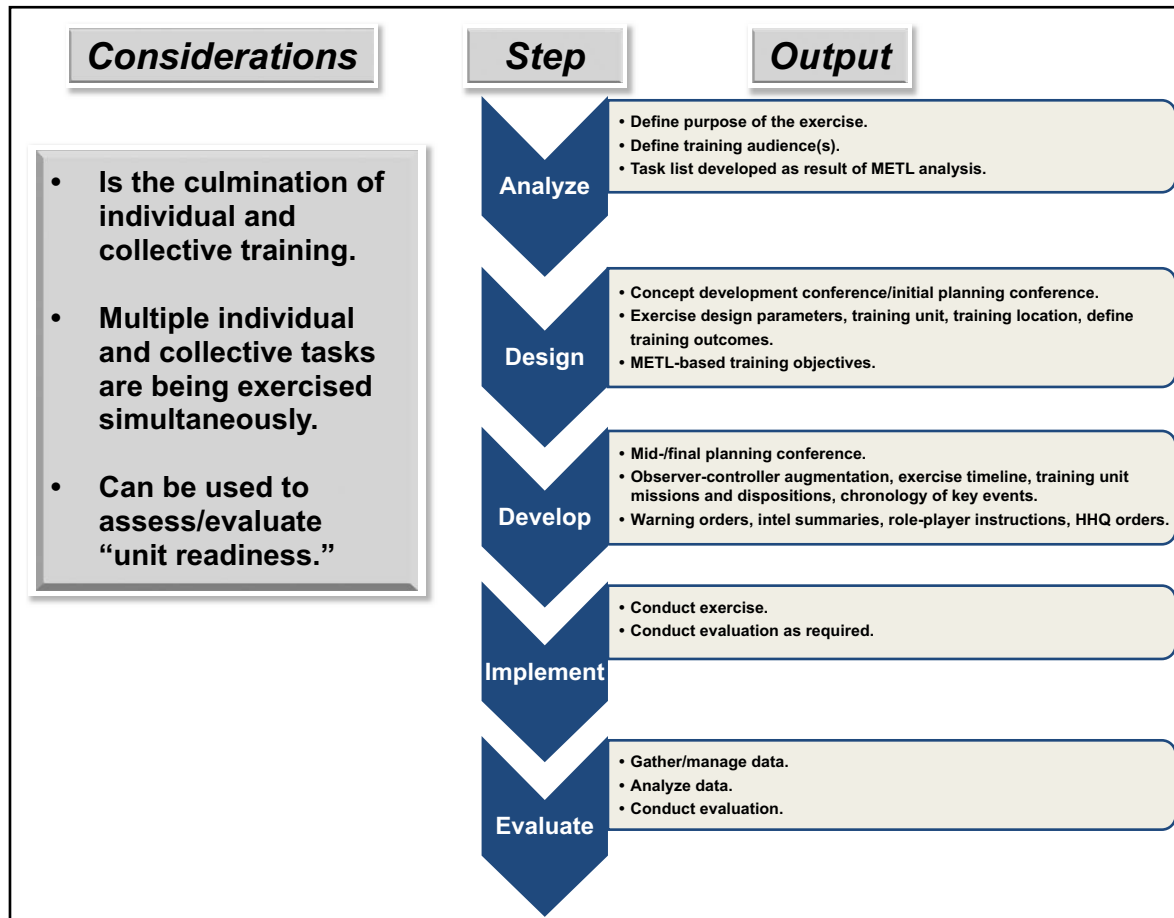 Considerations
Step
Output
• Is the culmination of
individual and
collective training.
• Multiple individual
and collective tasks
are being exercised
simultaneously.
• Can be used to
assess/evaluate
“unit readiness.”
Analyze
• Define purpose of the exercise.
• Define training audience(s).
• Task list developed as result of METL analysis.
Design
• Concept development conference/initial planning conference.
• Exercise design parameters, training unit, training location, define
training outcomes.
• METL-based training objectives.
Develop
• Mid-/final planning conference.
• Observer-controller augmentation, exercise timeline, training unit
missions and dispositions, chronology of key events.
• Warning orders, intel summaries, role-player instructions, HHQ orders.
Implement
• Conduct exercise.
• Conduct evaluation as required.
Evaluate
• Gather/manage data.
• Analyze data.
• Conduct evaluation.